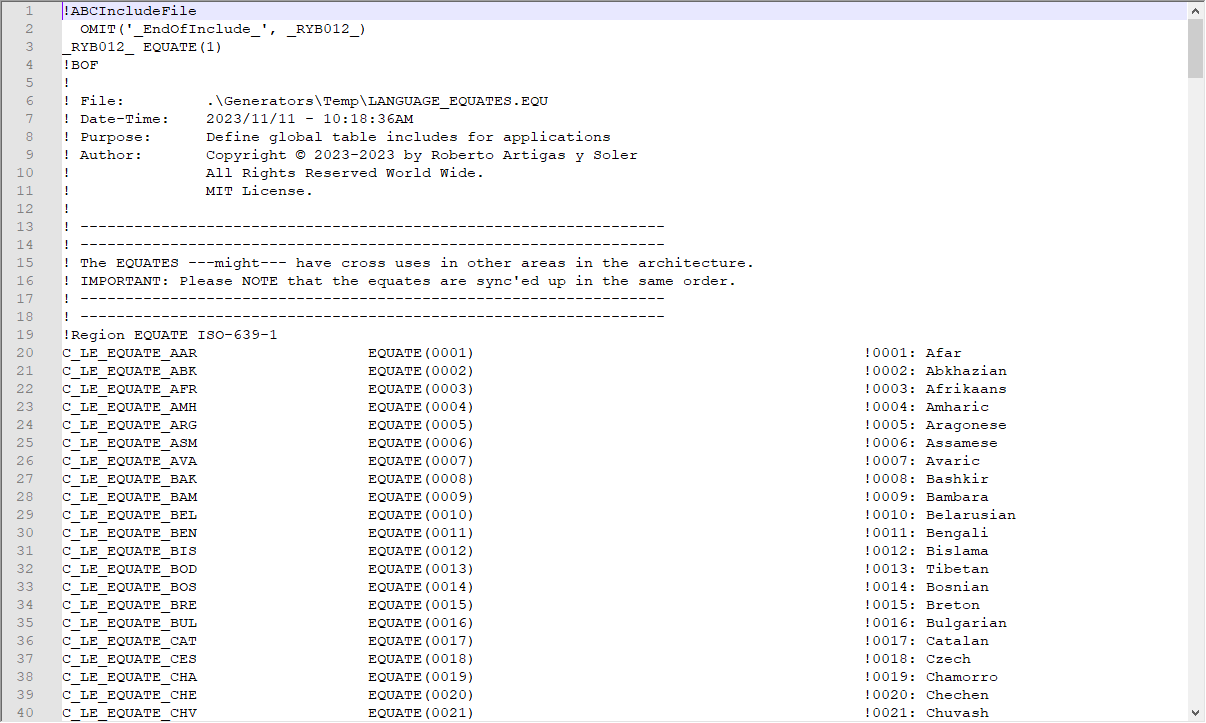 1 !ABCIncludeFile
2   OMIT('_EndOfInclude_', _RYB012_)
3 _RYB012_ EQUATE(1)
4 !BOF
5 !
6 ! File:         .\Generators\Temp\LANGUAGE_EQUATES.EQU
7 ! Date-Time:    2023/11/11 - 10:18:36AM
8 ! Purpose:      Define global table includes for applications
9 ! Author:       Copyright © 2023-2023 by Roberto Artigas y Soler
10 !               All Rights Reserved World Wide.
11 !               MIT License.
12 !
13 ! -----------------------------------------------------------------
14 ! -----------------------------------------------------------------
15 ! The EQUATES ---might--- have cross uses in other areas in the architecture.
16 ! IMPORTANT: Please NOTE that the equates are sync'ed up in the same order.
17 ! -----------------------------------------------------------------
18 ! -----------------------------------------------------------------
19 !Region EQUATE ISO-639-1
20 C_LE_EQUATE_AAR                   EQUATE(0001)                                           !0001: Afar
21 C_LE_EQUATE_ABK                   EQUATE(0002)                                           !0002: Abkhazian
22 C_LE_EQUATE_AFR                   EQUATE(0003)                                           !0003: Afrikaans
23 C_LE_EQUATE_AMH                   EQUATE(0004)                                           !0004: Amharic
24 C_LE_EQUATE_ARG                   EQUATE(0005)                                           !0005: Aragonese
25 C_LE_EQUATE_ASM                   EQUATE(0006)                                           !0006: Assamese
26 C_LE_EQUATE_AVA                   EQUATE(0007)                                           !0007: Avaric
27 C_LE_EQUATE_BAK                   EQUATE(0008)                                           !0008: Bashkir
28 C_LE_EQUATE_BAM                   EQUATE(0009)                                           !0009: Bambara
29 C_LE_EQUATE_BEL                   EQUATE(0010)                                           !0010: Belarusian
30 C_LE_EQUATE_BEN                   EQUATE(0011)                                           !0011: Bengali
31 C_LE_EQUATE_BIS                   EQUATE(0012)                                           !0012: Bislama
32 C_LE_EQUATE_BOD                   EQUATE(0013)                                           !0013: Tibetan
33 C_LE_EQUATE_BOS                   EQUATE(0014)                                           !0014: Bosnian
34 C_LE_EQUATE_BRE                   EQUATE(0015)                                           !0015: Breton
35 C_LE_EQUATE_BUL                   EQUATE(0016)                                           !0016: Bulgarian
36 C_LE_EQUATE_CAT                   EQUATE(0017)                                           !0017: Catalan
37 C_LE_EQUATE_CES                   EQUATE(0018)                                           !0018: Czech
38 C_LE_EQUATE_CHA                   EQUATE(0019)                                           !0019: Chamorro
39 C_LE_EQUATE_CHE                   EQUATE(0020)                                           !0020: Chechen
40 C_LE_EQUATE_CHV                   EQUATE(0021)                                           !0021: Chuvash